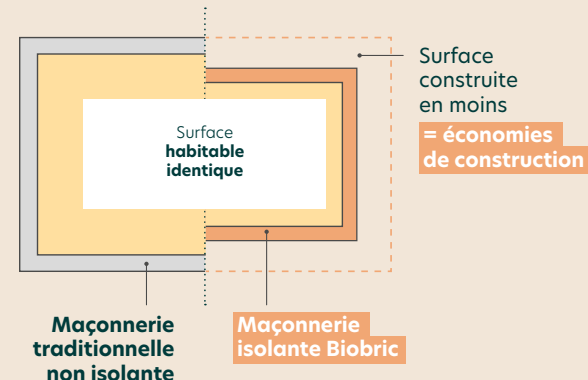 Surface
construite
en moins
= économies
de construction
Surface
habitable
identique
Maçonnerie
traditionnelle
non isolante
Maçonnerie
isolante Biobric